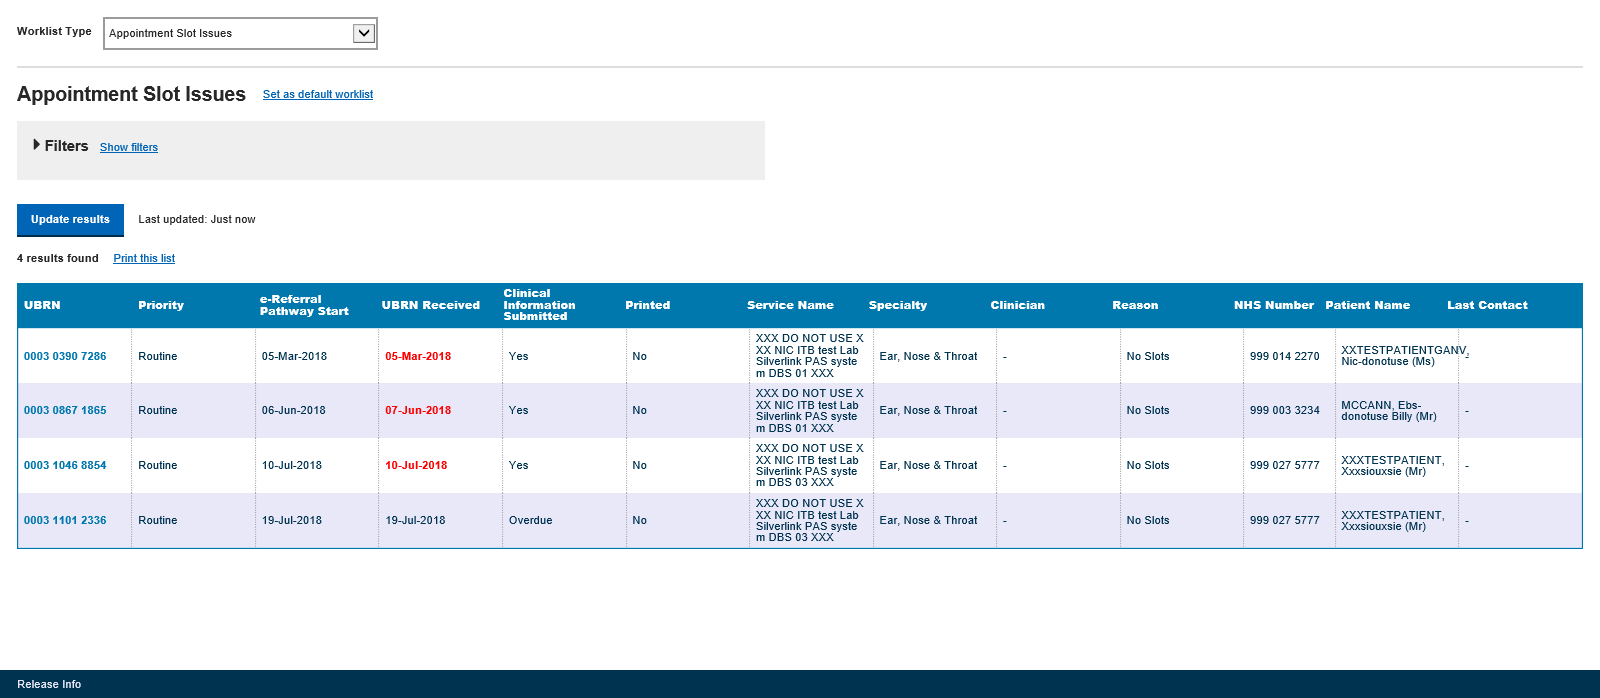 Worklist Type Appointment Slot Issues
Appointment Slot Issues Set as default worklist
Filters Show filters
Update results Last updated: Just now
4 results found Print this list
UBRN Priority e-Referral Pathway Start UBRN Received Clinical Information Submitted Printed Service Name Specialty Clinician Reason NHS Number Patient Name Last Contact
0003 0390 7286 Routine 05-Mar-2018 05-Mar-2018 Yes No XXX DO NOT USE X XX NIC ITB test Lab Silverlink PAS syste m DBS 01 XXX Ear, Nose & Throat - No Slots 999 014 2270 XXTESTPATIENTGANV, Nic-donotuse (Ms) -
0003 0867 1865 Routine 06-Jun-2018 07-Jun-2018 Yes No XXX DO NOT USE X XX NIC ITB test Lab Silverlink PAS syste m DBS 01 XXX Ear, Nose & Throat - No Slots 999 003 3234 MCCANN, Ebs-donotuse Billy (Mr) -
0003 1046 8854 Routine 10-Jul-2018 10-Jul-2018 Yes No XXX DO NOT USE X XX NIC ITB test Lab Silverlink PAS syste m DBS 03 XXX Ear, Nose & Throat - No Slots 999 027 5777 XXXTESTPATIENT, Xxxsiouxsie (Mr) -
0003 1101 2336 Routine 19-Jul-2018 19-Jul-2018 Overdue No XXX DO NOT USE X XX NIC ITB test Lab Silverlink PAS syste m DBS 03 XXX Ear, Nose & Throat - No Slots 999 027 5777 XXXTESTPATIENT, Xxxsiouxsie (Mr) -
Release Info